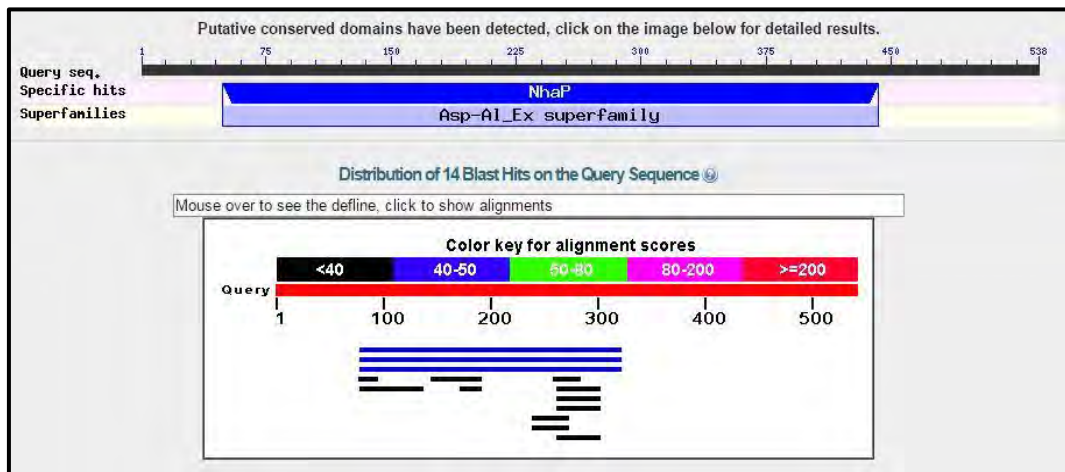 Putative conserved domains have been detected, click on the image below for detailed results.
1 75 150 225 300 375 450 538
Query seq.
Specific hits NhaP
Superfamilies Asp-Al_Ex superfamily
Distribution of 14 Blast Hits on the Query Sequence ?
Mouse over to see the defline, click to show alignments
Color key for alignment scores
<40 40-50 50-80 80-200 >=200
Query
1 100 200 300 400 500